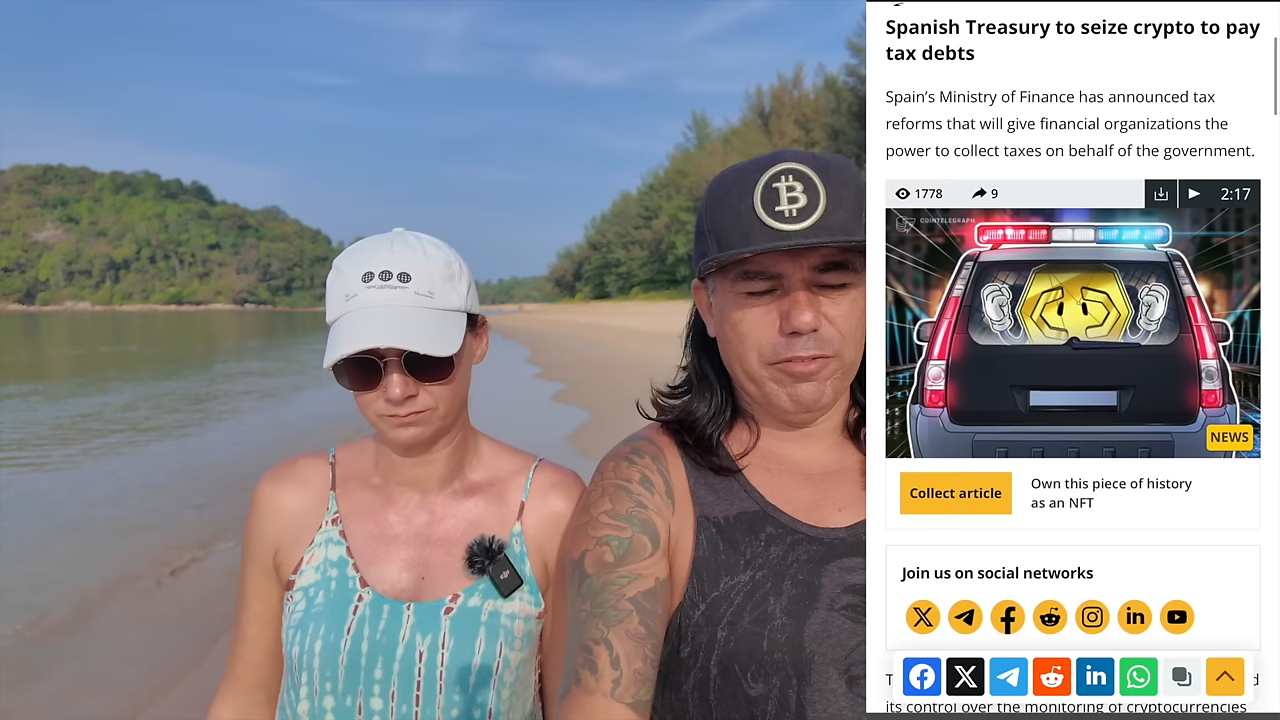 Spanish Treasury to seize crypto to pay
tax debts
Spain’s Ministry of Finance has announced tax
reforms that will give financial organizations the
power to collect taxes on behalf of the government.
1778
9
2:17
COINTELEGRAPH
NEWS
Collect article
Own this piece of history
as an NFT
Join us on social networks
its control over the monitoring of cryptocurrencies